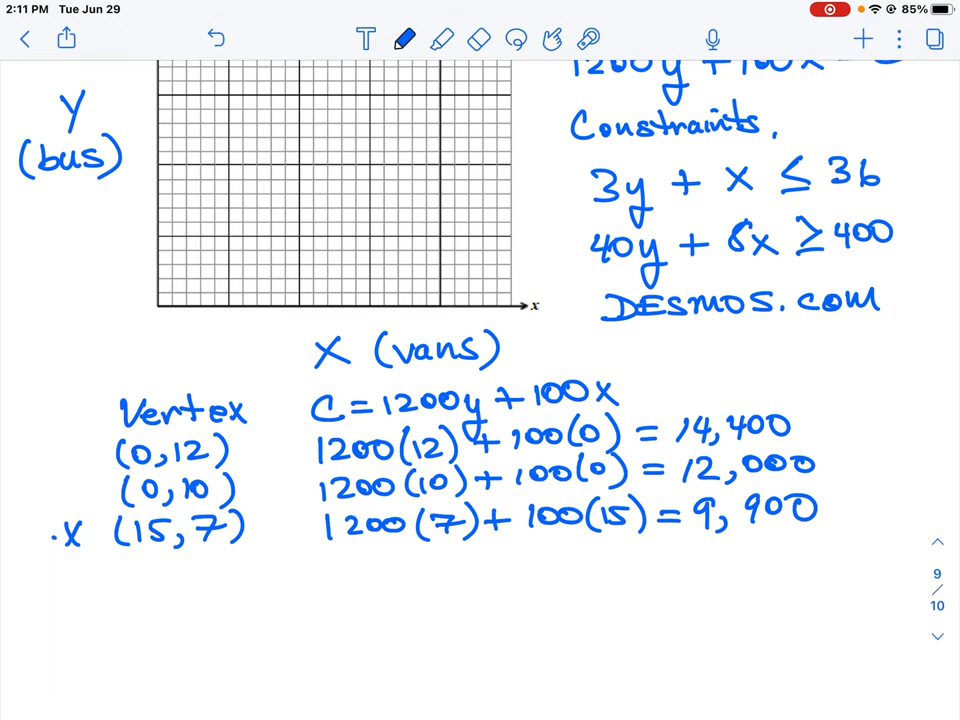 2:11 PM Tue Jun 29 85%
T
1200y + 100x
Y
(bus)
Constraints.
3y + x ≤ 36
40y + 8x ≥ 400
DESMOS.COM
x
X (vans)
Vertex C = 1200y + 100x
(0,12) 1200(12) + 100(0) = 14,400
(0,10) 1200(10) + 100(0) = 12,000
.x (15,7) 1200(7) + 100(15) = 9,900
9
/
10